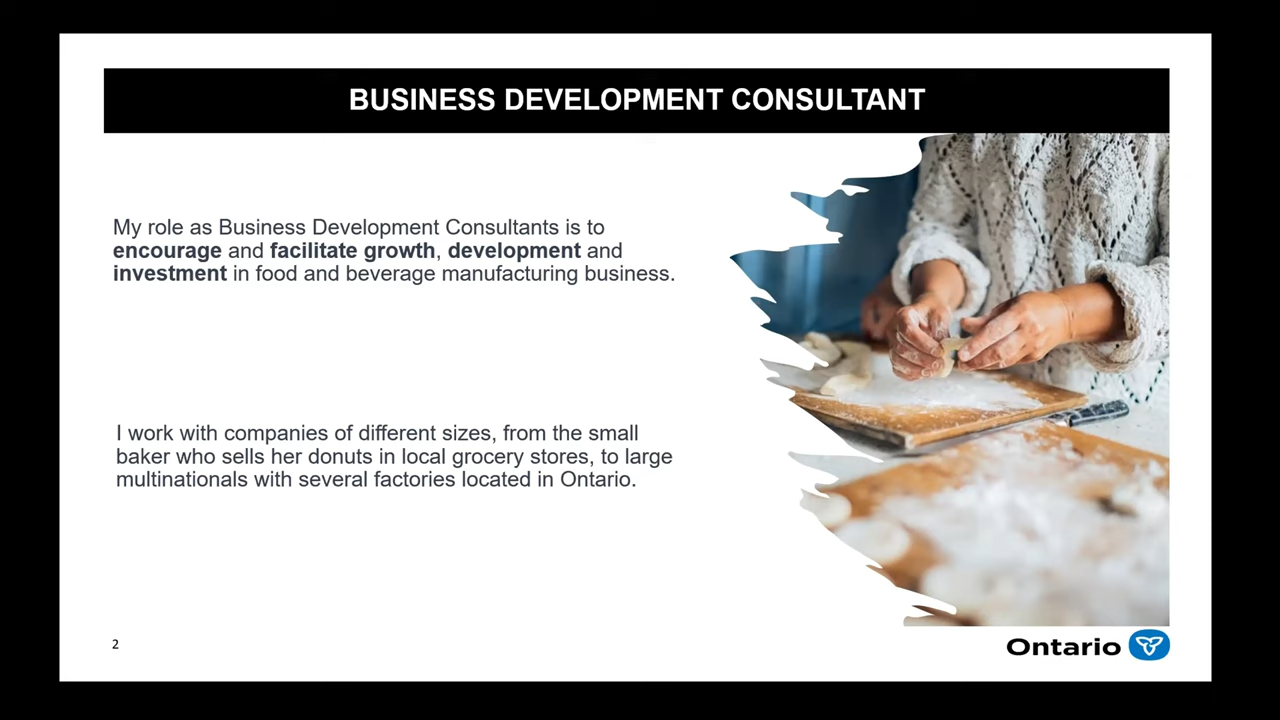 BUSINESS DEVELOPMENT CONSULTANT
My role as Business Development Consultants is to
encourage and facilitate growth, development and
investment in food and beverage manufacturing business.
I work with companies of different sizes, from the small
baker who sells her donuts in local grocery stores, to large
multinationals with several factories located in Ontario.
2
Ontario